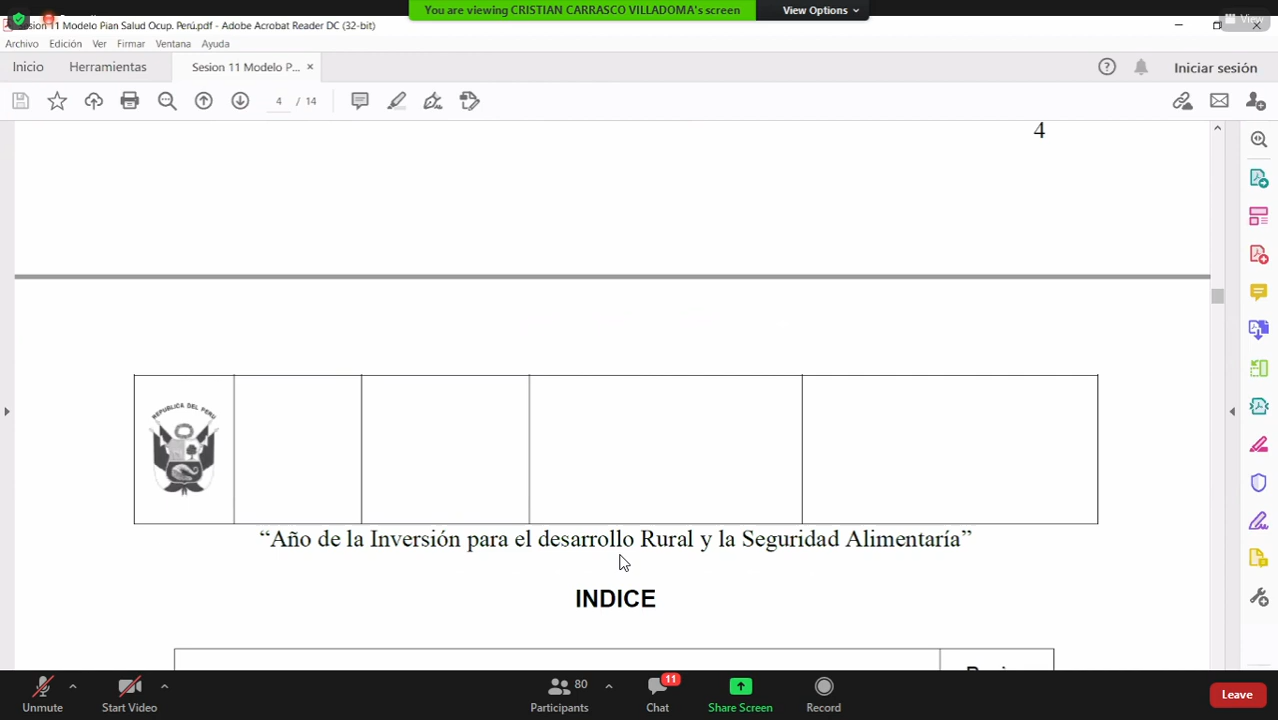 You are viewing CRISTIAN CARRASCO VILLADOMA's screen
View Options
View
Sesion 11 Modelo Plan Salud Ocup. Perú.pdf - Adobe Acrobat Reader DC (32-bit)
Archivo Edición Ver Firmar Ventana Ayuda
Inicio Herramientas Sesion 11 Modelo P... × Iniciar sesión
4 / 14
4
REPUBLICA DEL PERU
“Año de la Inversión para el desarrollo Rural y la Seguridad Alimentaría”
INDICE
80 11
Unmute Start Video Participants Chat Share Screen Record Leave